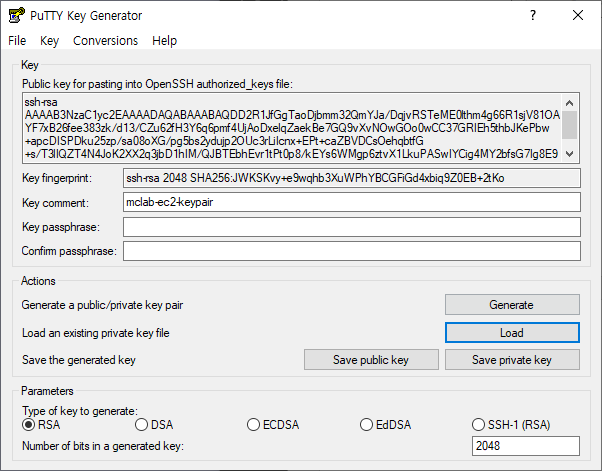 PuTTY Key Generator
File Key Conversions Help
Key
Public key for pasting into OpenSSH authorized_keys file:
ssh-rsa
AAAAB3NzaC1yc2EAAAADAQABAAABAQDD2R1JfGgTaoDjbmm32QmYJa/DqjvRSTeME0lthm4g66R1sjV81OA
YF7xB26fee383zk/d13/CZu62fH3Y6q6pmf4UjAoDxelqZaekBe7GQ9vXvNOwGOo0wCC37GRIEh5thbJKePbw
+apcDISPDku25zp/sa08oXG/pg5bs2ydujp2OUc3rLiIcnx+EPt+caZBVDCsOehqbtfG
+s/T3lIQZT4N4JoK2XX2q3jbD1hIM/QJBTEbhEvr1tPt0p8/kEYs6WMgp6ztvX1LkuPASwIYCig4MY2bfsG7lg8E9
Key fingerprint: ssh-rsa 2048 SHA256:JWKSKvy+e9wqhb3XuWPhYBCGFiGd4xbiq9Z0EB+2tKo
Key comment: mclab-ec2-keypair
Key passphrase:
Confirm passphrase:
Actions
Generate a public/private key pair Generate
Load an existing private key file Load
Save the generated key Save public key Save private key
Parameters
Type of key to generate:
RSA DSA ECDSA EdDSA SSH-1 (RSA)
Number of bits in a generated key: 2048